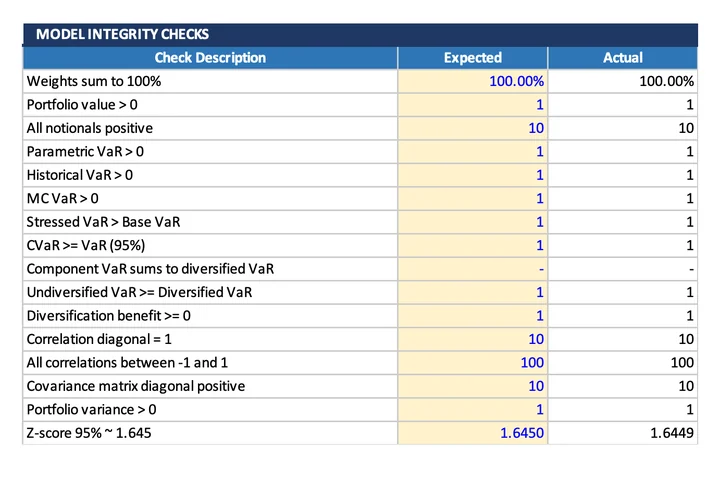 MODEL INTEGRITY CHECKS
Check Description Expected Actual
Weights sum to 100% 100.00% 100.00%
Portfolio value > 0 1 1
All notionals positive 10 10
Parametric VaR > 0 1 1
Historical VaR > 0 1 1
MC VaR > 0 1 1
Stressed VaR > Base VaR 1 1
CVaR >= VaR (95%) 1 1
Component VaR sums to diversified VaR - -
Undiversified VaR >= Diversified VaR 1 1
Diversification benefit >= 0 1 1
Correlation diagonal = 1 10 10
All correlations between -1 and 1 100 100
Covariance matrix diagonal positive 10 10
Portfolio variance > 0 1 1
Z-score 95% ~ 1.645 1.6450 1.6449